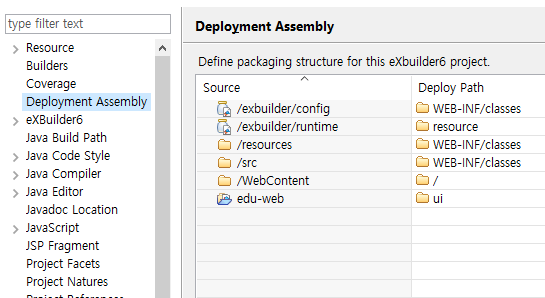 type filter text
Resource
Builders
Coverage
Deployment Assembly
eXBuilder6
Java Build Path
Java Code Style
Java Compiler
Java Editor
Javadoc Location
JavaScript
JSP Fragment
Project Facets
Project Natures
Project References
Deployment Assembly
Define packaging structure for this eXbuilder6 project.
Source Deploy Path
/exbuilder/config WEB-INF/classes
/exbuilder/runtime resource
/resources WEB-INF/classes
/src WEB-INF/classes
/WebContent /
edu-web ui